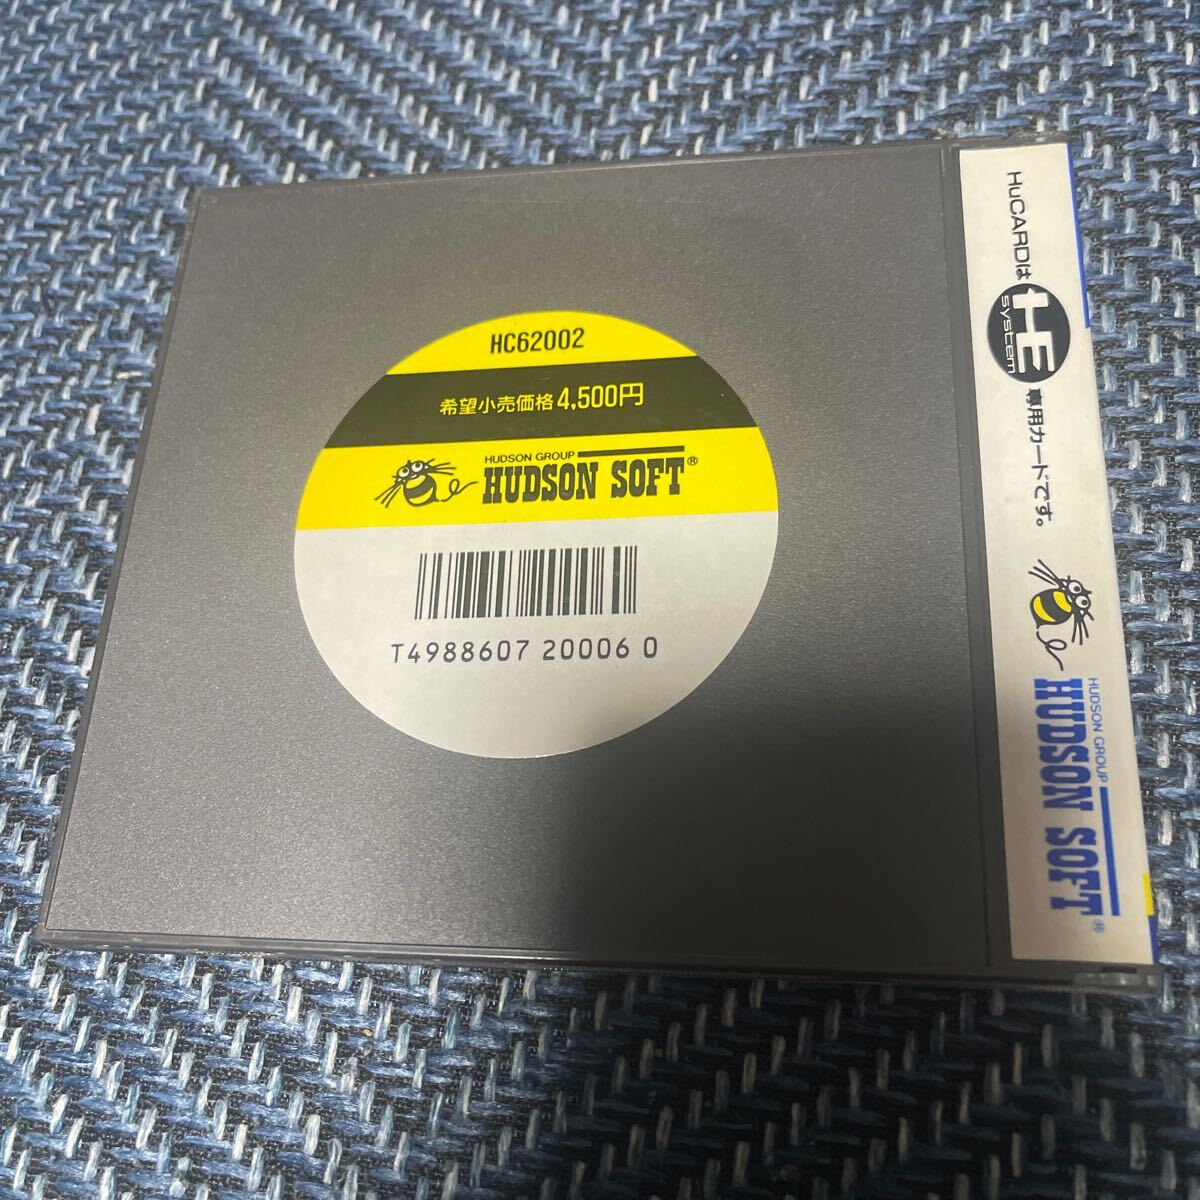 HC62002
希望小売価格4,500円
HUDSON GROUP
HUDSON SOFT®
T4988607 20006 0
HuCARDは HE system 専用カードです。
HUDSON GROUP
HUDSON SOFT®